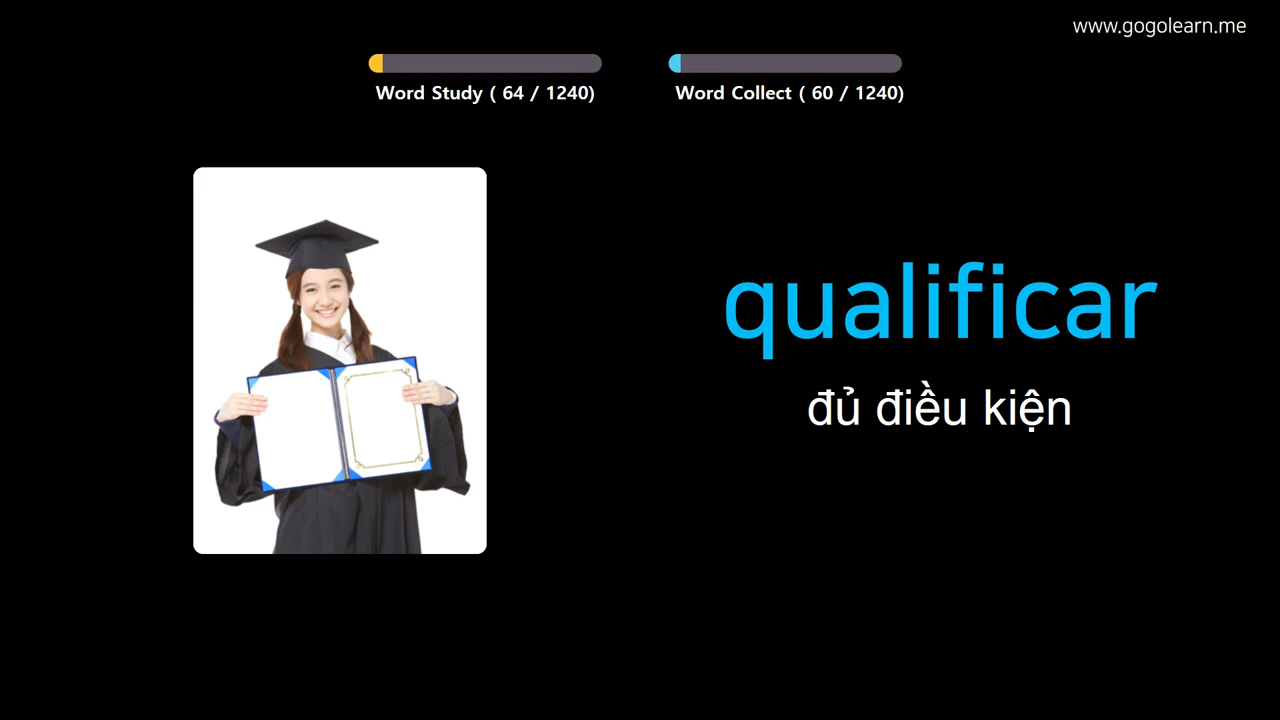 www.gogolearn.me
Word Study ( 64 / 1240)
Word Collect ( 60 / 1240)
qualificar
đủ điều kiện